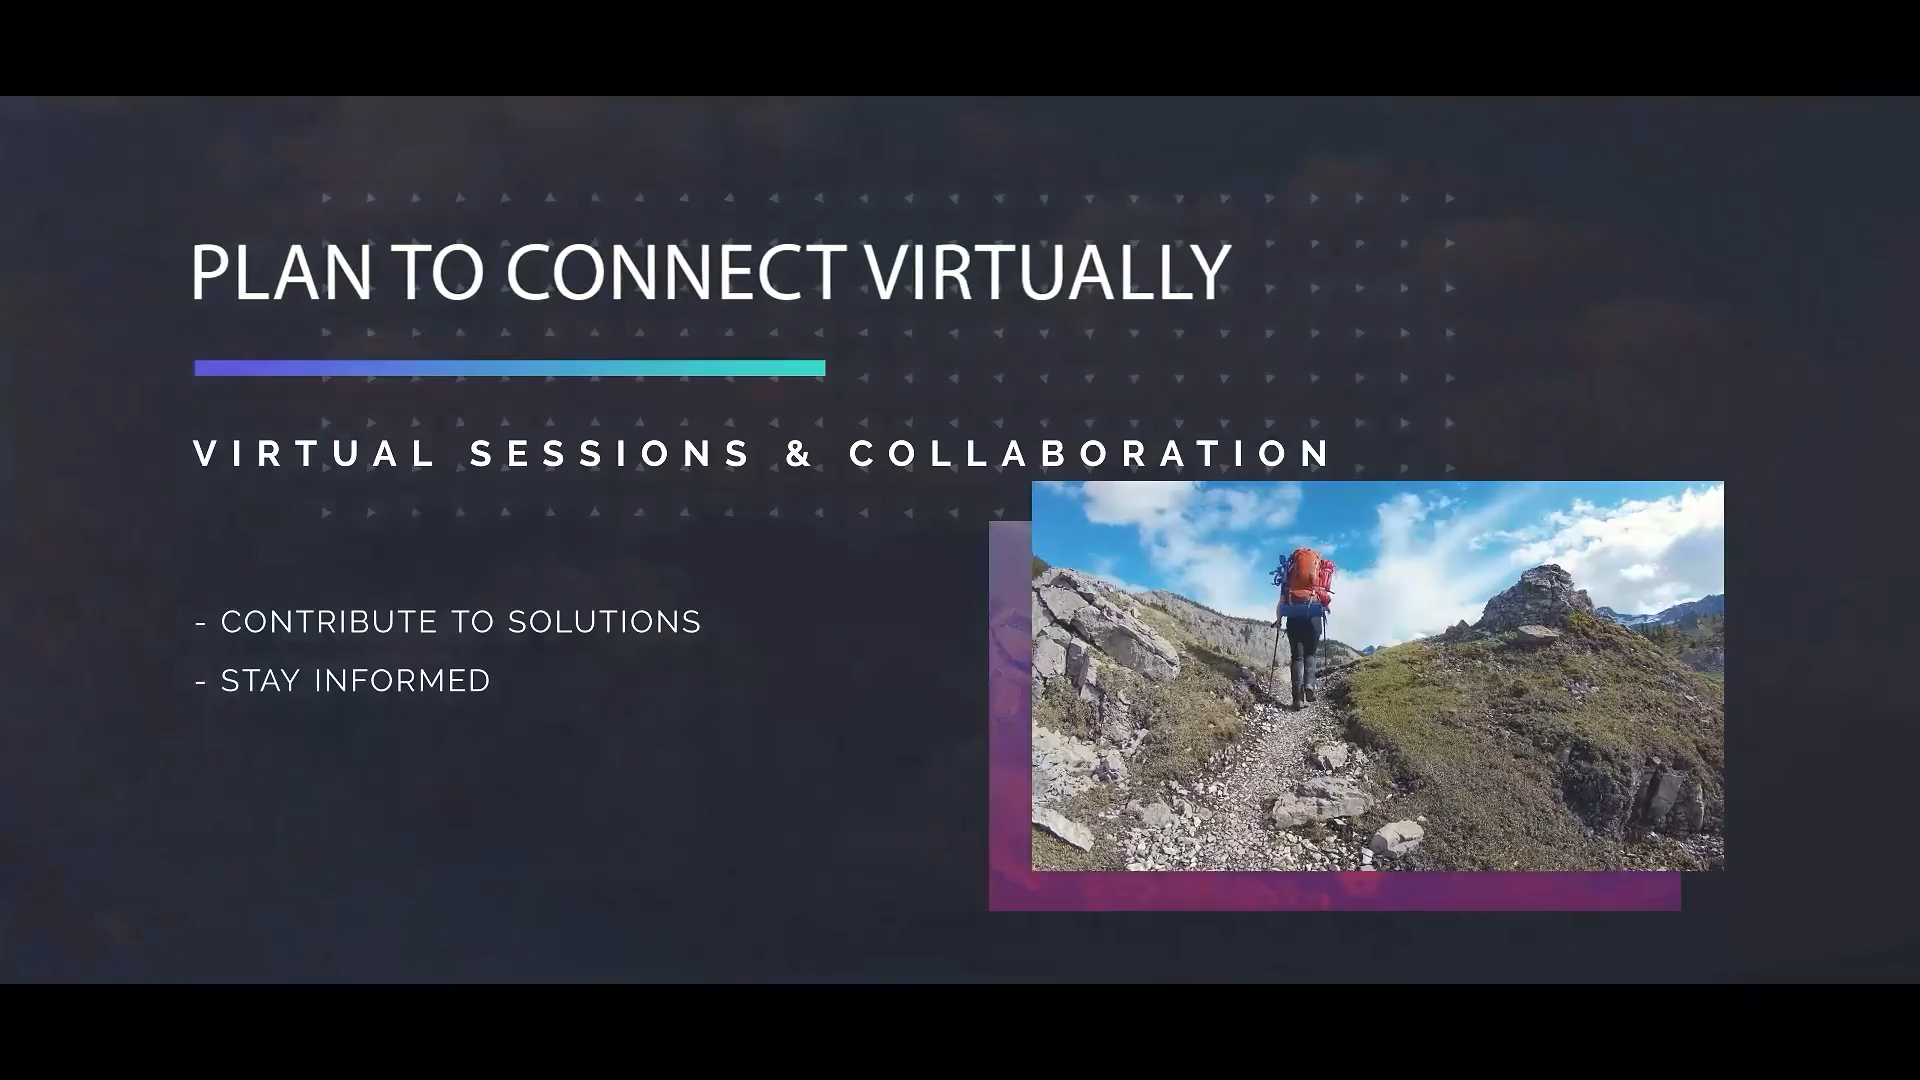 PLAN TO CONNECT VIRTUALLY
VIRTUAL SESSIONS & COLLABORATION
- CONTRIBUTE TO SOLUTIONS
- STAY INFORMED